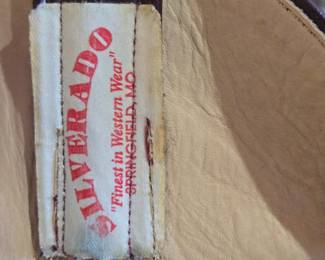 SILVERADO
"Finest in Western Wear"
SPRINGFIELD, MO